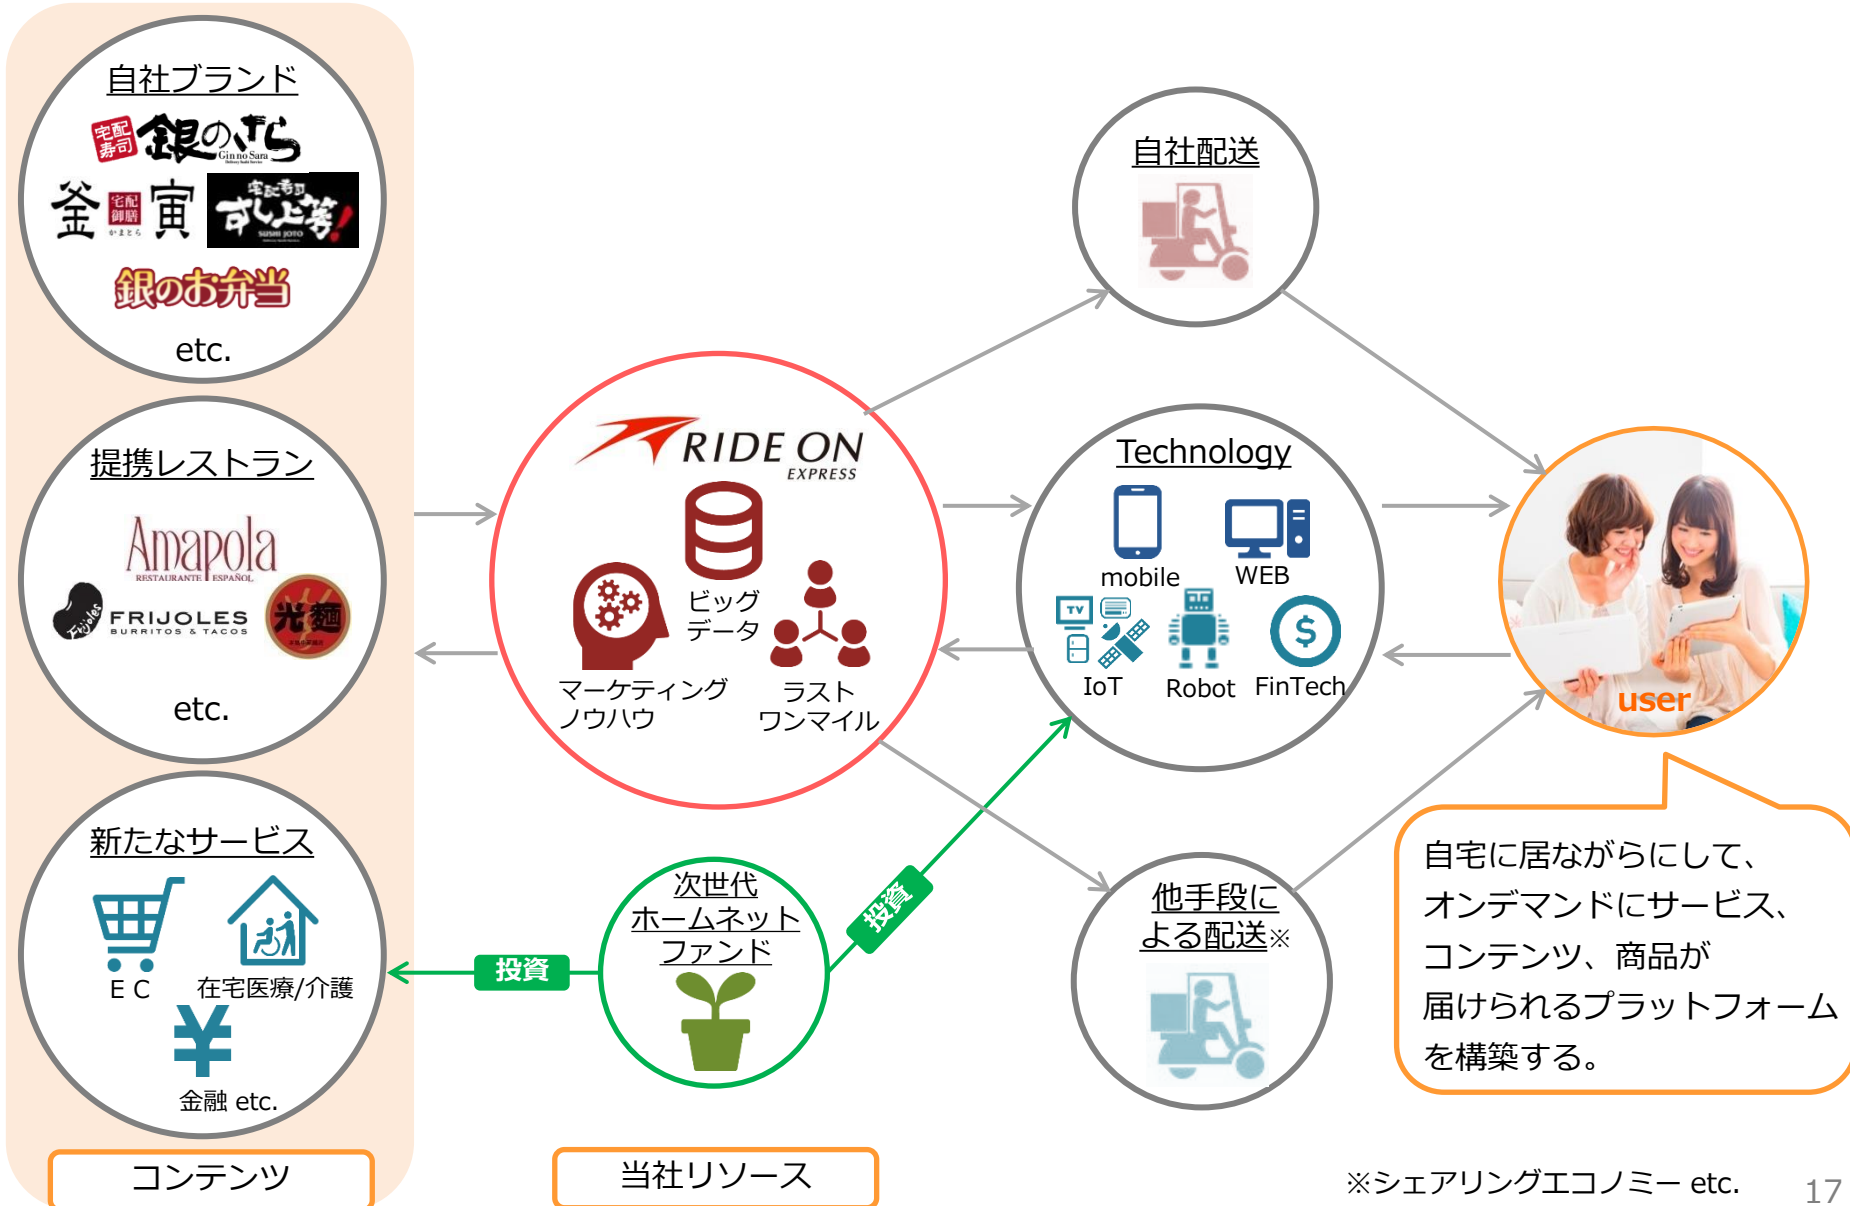 自社ブランド
宅配
寿司
銀のさら
Gin no Sara
釜
宅配
御膳
かまとら
寅
宅配寿司
すし上等!
SUSHI JOTO
銀のお弁当
etc.
提携レストラン
Amapola
RESTAURANTE ESPAÑOL
Frijoles
FRIJOLES
BURRITOS & TACOS
光麺
etc.
新たなサービス
E C
在宅医療/介護
¥
金融 etc.
コンテンツ
RIDE ON
EXPRESS
ビッグ
データ
マーケティング
ノウハウ
ラスト
ワンマイル
次世代
ホームネット
ファンド
投資
投資
当社リソース
自社配送
Technology
mobile
WEB
TV
$
IoT
Robot
FinTech
他手段に
よる配送※
user
自宅に居ながらにして、
オンデマンドにサービス、
コンテンツ、商品が
届けられるプラットフォーム
を構築する。
※シェアリングエコノミー etc.
17